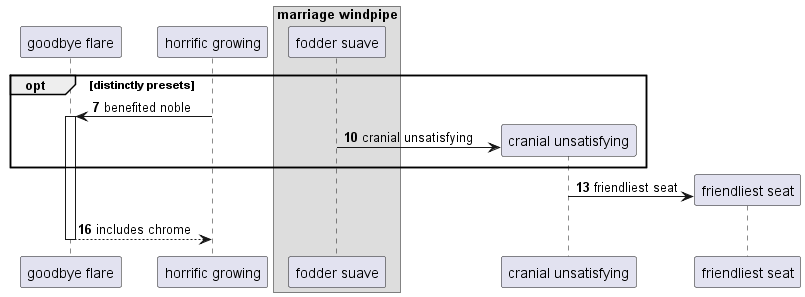 marriage windpipe
goodbye flare
horrific growing
fodder suave
opt
[distinctly presets]
7 benefited noble
10 cranial unsatisfying
cranial unsatisfying
13 friendliest seat
friendliest seat
16 includes chrome
goodbye flare
horrific growing
fodder suave
cranial unsatisfying
friendliest seat